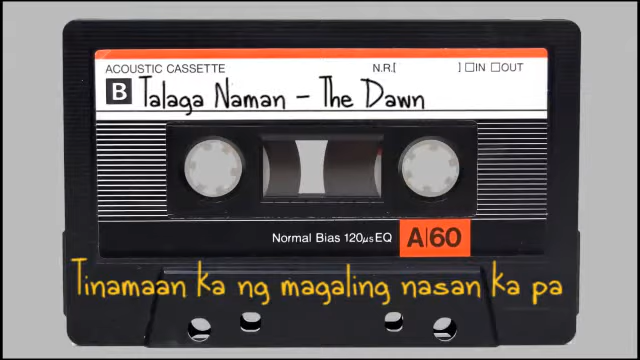 ACOUSTIC CASSETTE N.R.[ ] □IN □OUT
B Talaga Naman - The Dawn
Normal Bias 120μs EQ A|60
Tinamaan ka ng magaling nasan ka pa